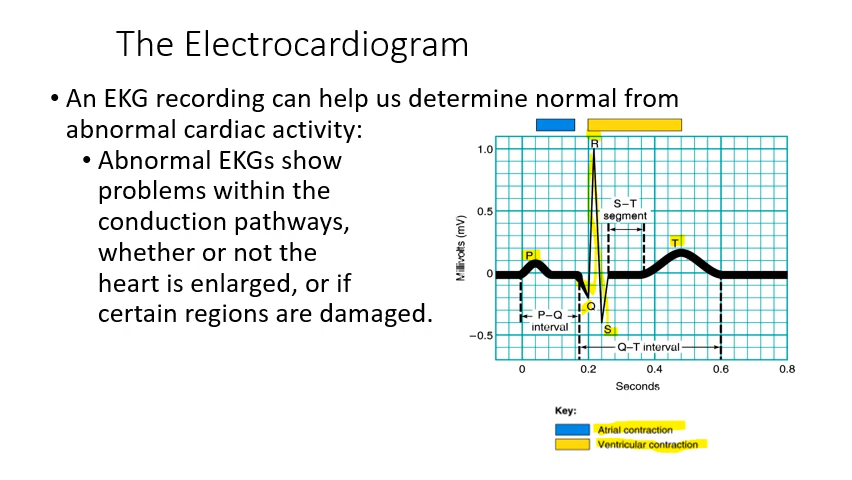 The Electrocardiogram
• An EKG recording can help us determine normal from
abnormal cardiac activity:
• Abnormal EKGs show
problems within the
conduction pathways,
whether or not the
heart is enlarged, or if
certain regions are damaged.
R
1.0
S–T
segment
0.5
T
P
Millivolts (mV)
0
Q
P–Q
interval
S
–0.5
Q–T interval
0
0.2
0.4
0.6
0.8
Seconds
Key:
Atrial contraction
Ventricular contraction